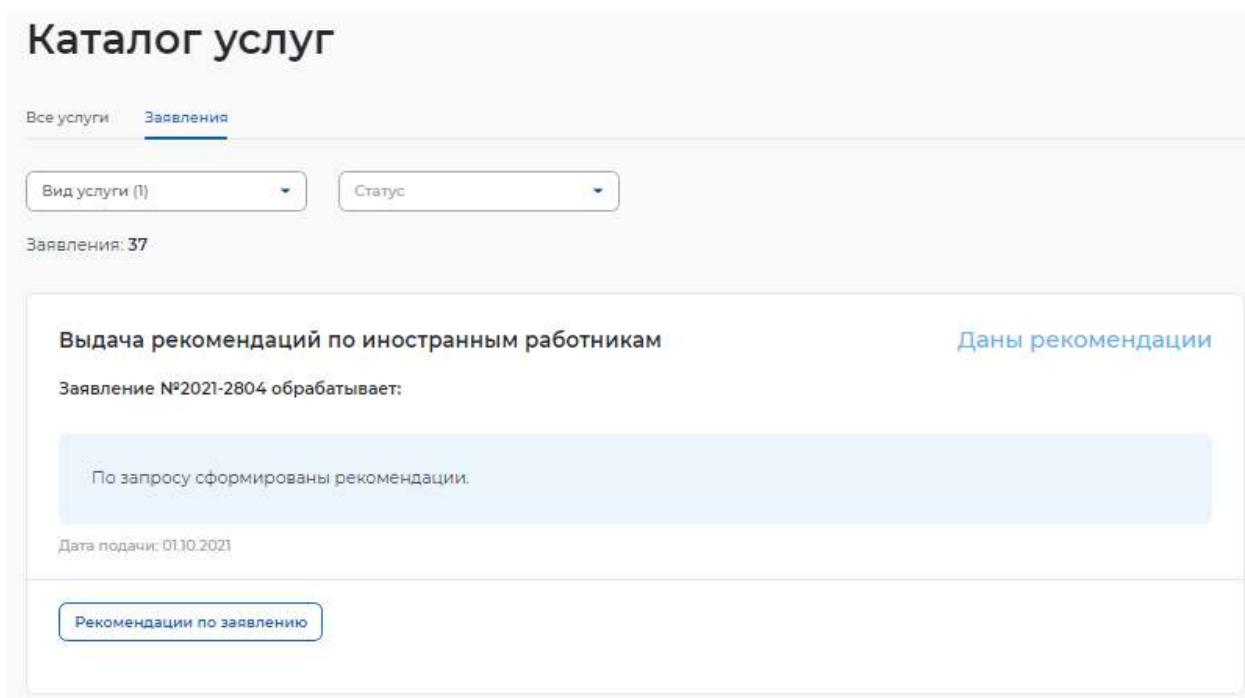 Каталог услуг
Все услуги Заявления
Вид услуги (1) Статус
Заявления: 37
Выдача рекомендаций по иностранным работникам Даны рекомендации
Заявление №2021-2804 обрабатывает:
По запросу сформированы рекомендации.
Дата подачи: 01.10.2021
Рекомендации по заявлению